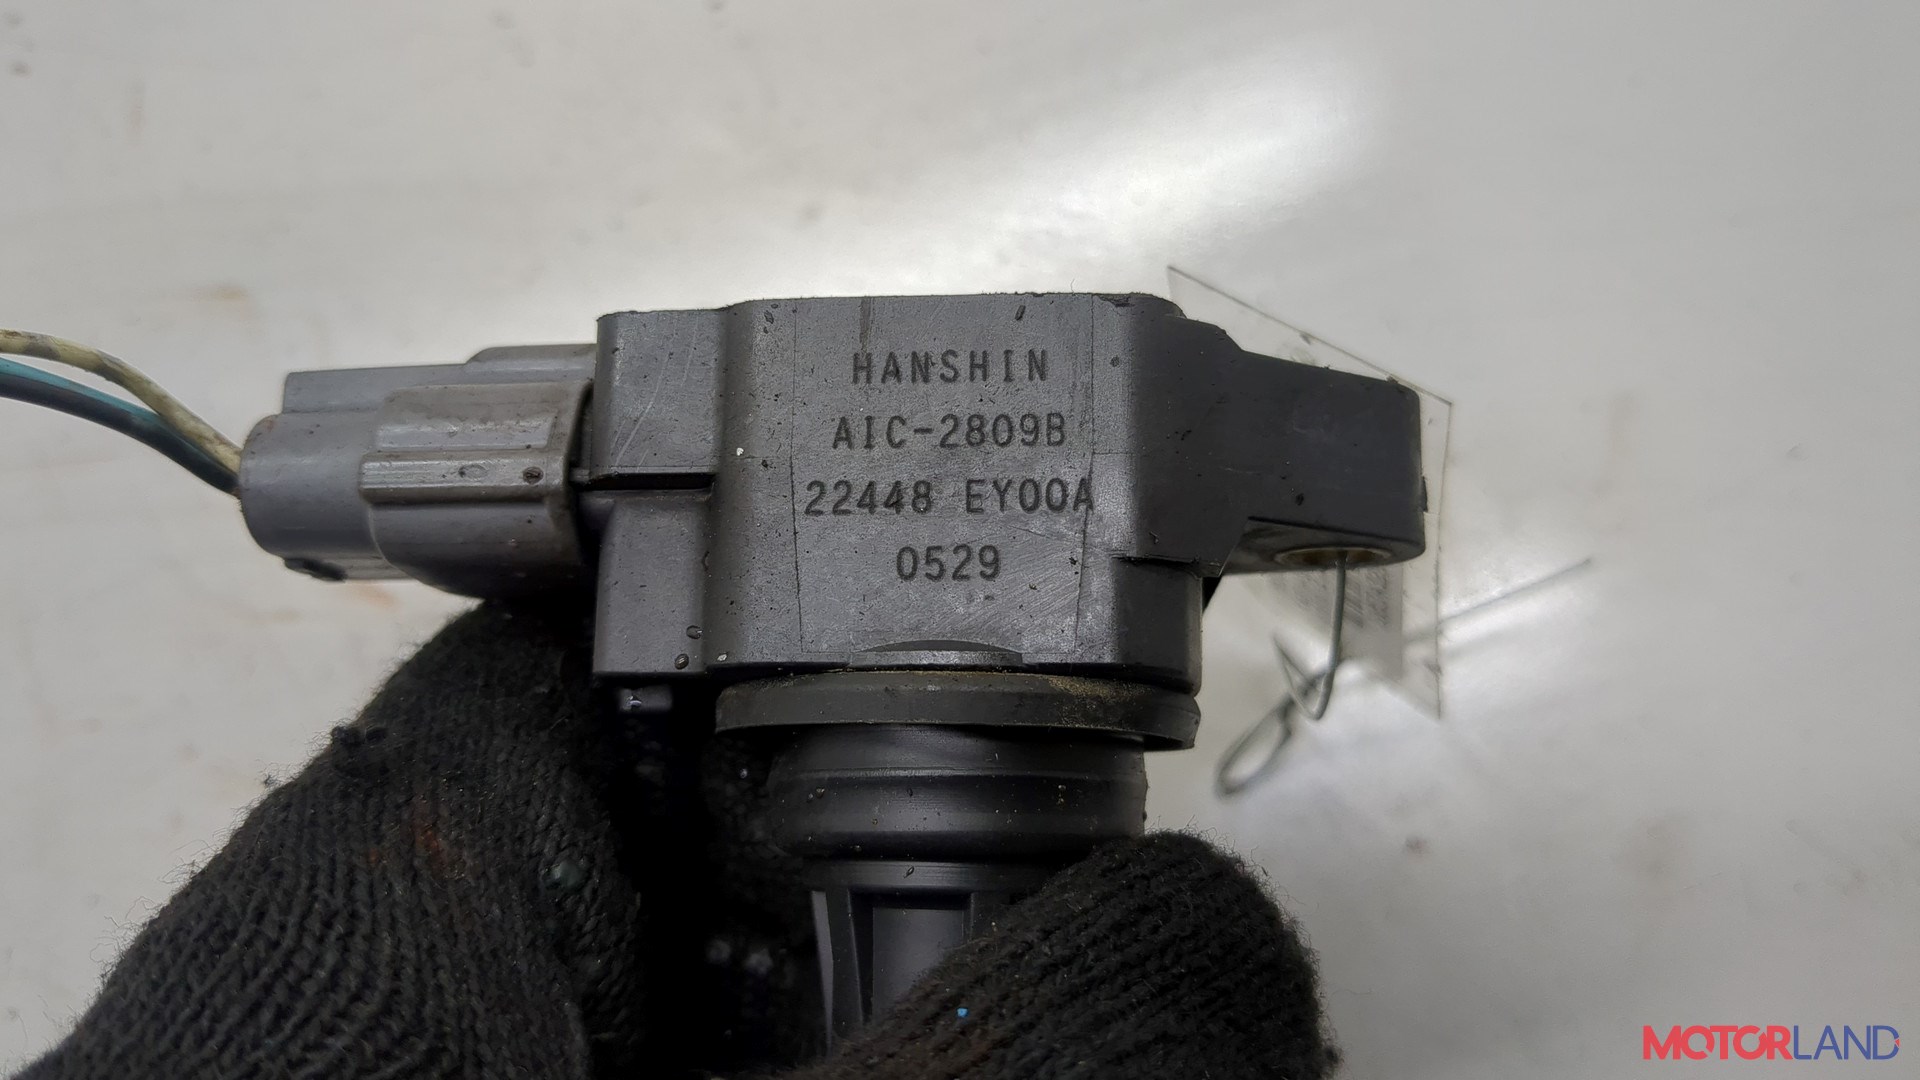 HANSHIN
AIC-2809B
22448 EY00A
0529
MOTORLAND